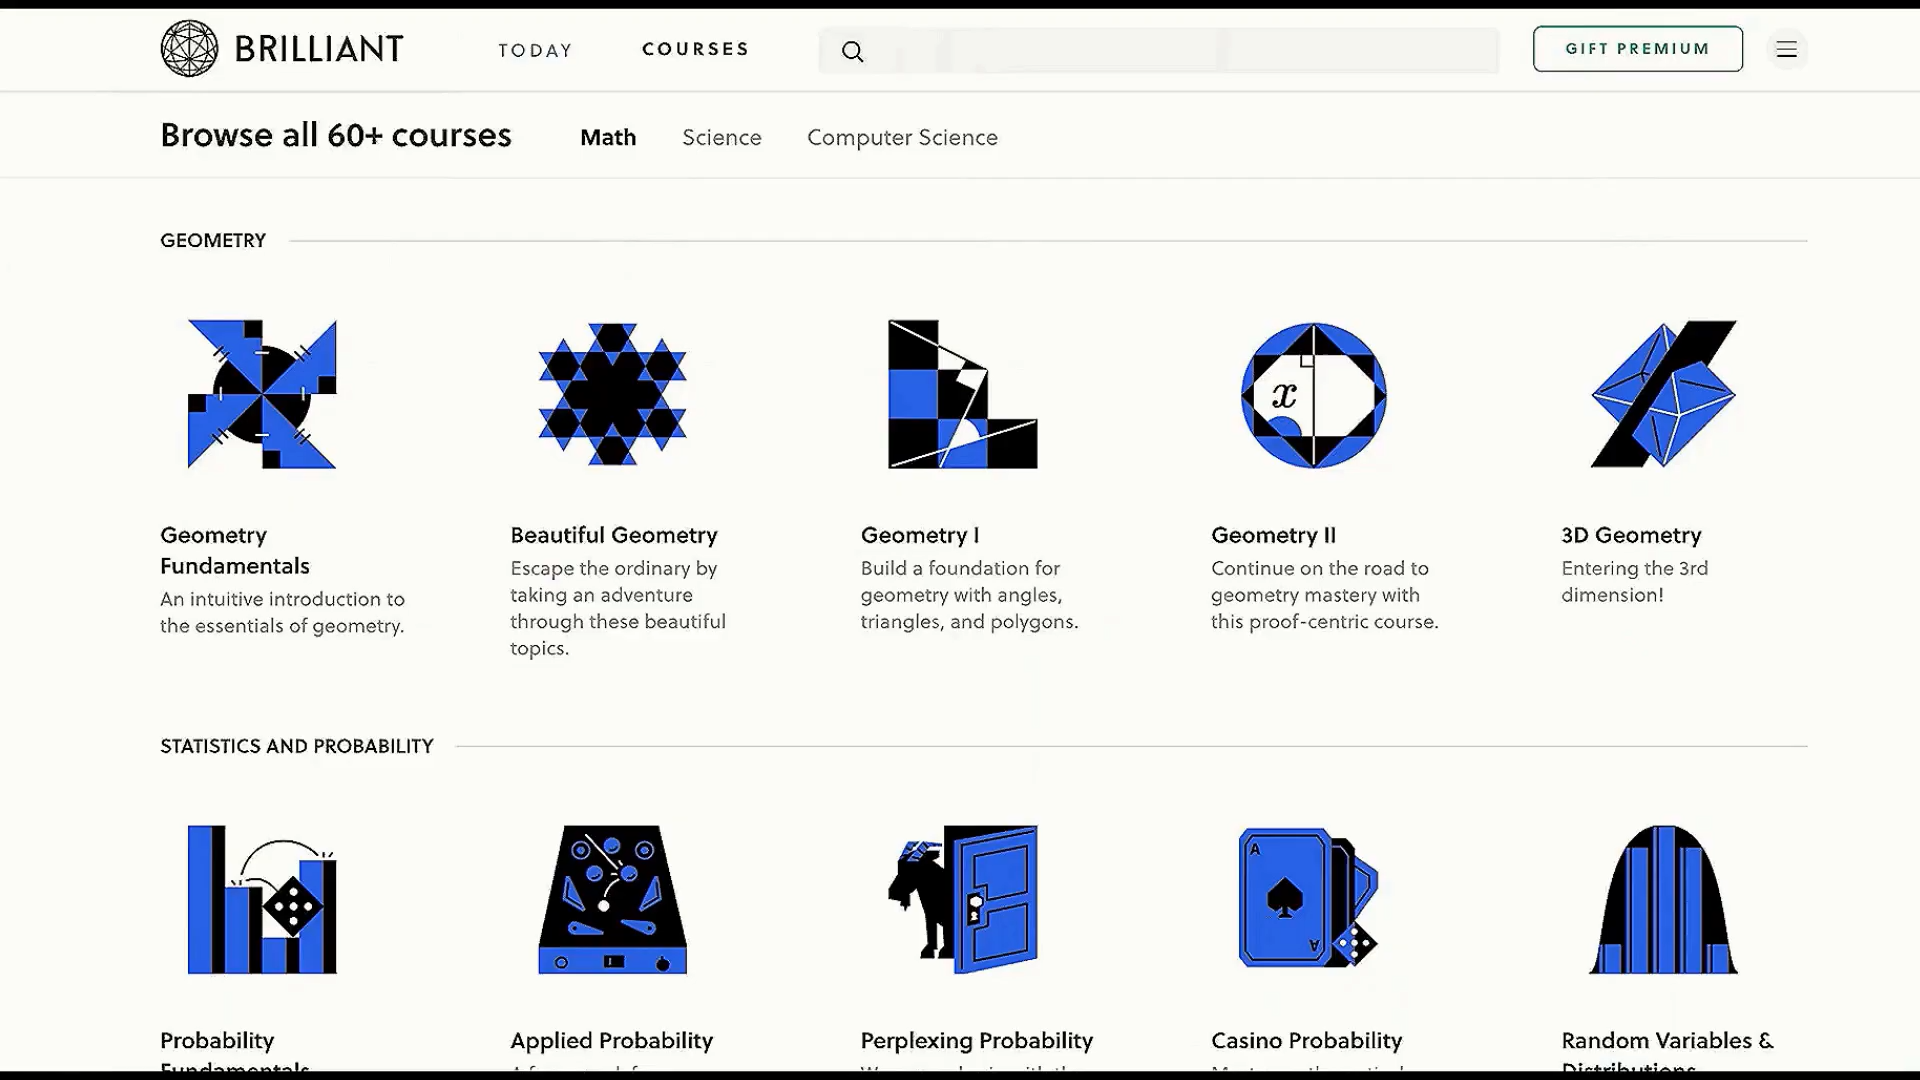 BRILLIANT
TODAY
COURSES
GIFT PREMIUM
Browse all 60+ courses
Math
Science
Computer Science
GEOMETRY
x
Geometry
Fundamentals
An intuitive introduction to
the essentials of geometry.
Beautiful Geometry
Escape the ordinary by
taking an adventure
through these beautiful
topics.
Geometry I
Build a foundation for
geometry with angles,
triangles, and polygons.
Geometry II
Continue on the road to
geometry mastery with
this proof-centric course.
3D Geometry
Entering the 3rd
dimension!
STATISTICS AND PROBABILITY
A
A
Probability
Fundamentals
Applied Probability
Perplexing Probability
Casino Probability
Random Variables &
Distributions